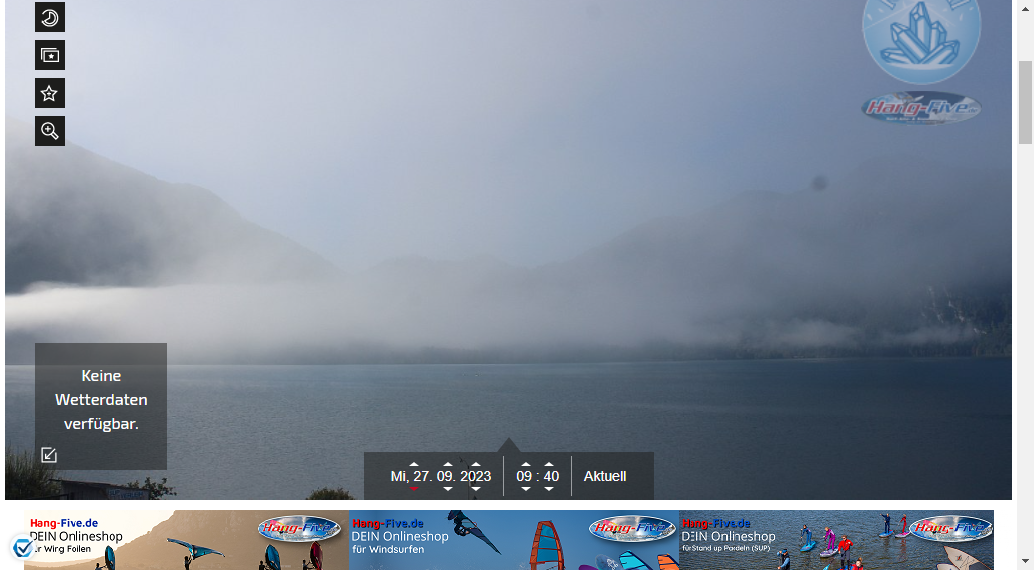 Hang-Five
Keine
Wetterdaten
verfügbar.
Mi, 27. 09. 2023
09 : 40
Aktuell
Hang-Five.de
DEIN Onlineshop
für Wing Foilen
Hang-Five
Hang-Five.de
DEIN Onlineshop
für Windsurfen
Hang-Five
Hang-Five.de
DEIN Onlineshop
für Stand up Paddeln (SUP)
Hang-Five